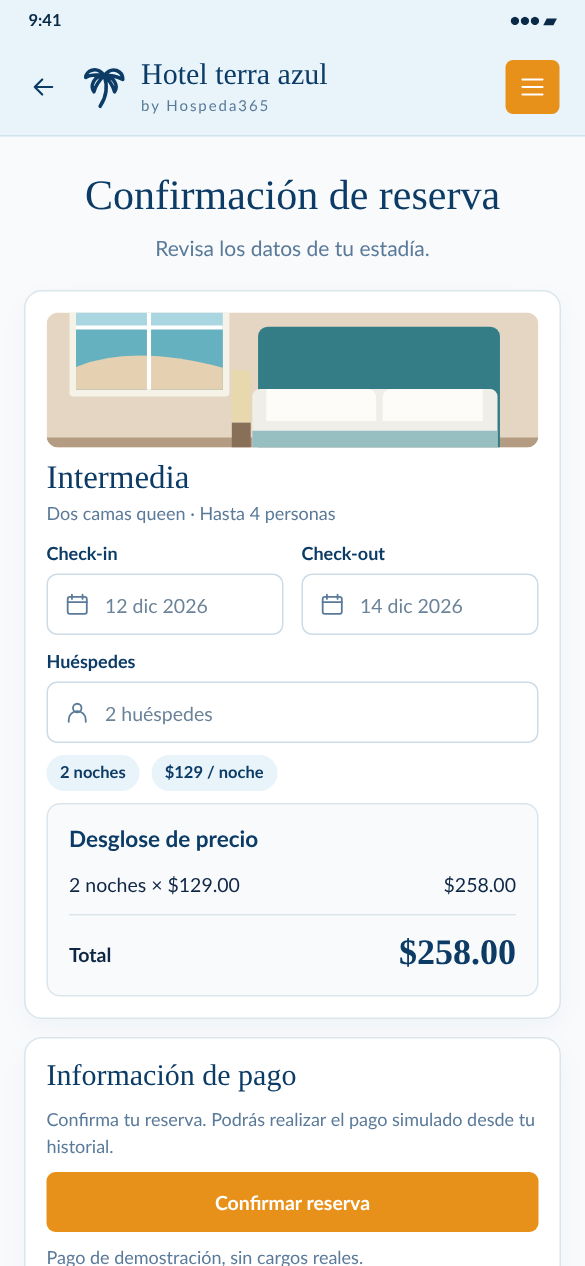 9:41
Hotel terra azul
by Hospeda365
Confirmación de reserva
Revisa los datos de tu estadía.
Intermedia
Dos camas queen · Hasta 4 personas
Check-in
Check-out
12 dic 2026
14 dic 2026
Huéspedes
2 huéspedes
2 noches
$129 / noche
Desglose de precio
2 noches × $129.00
$258.00
Total
$258.00
Información de pago
Confirma tu reserva. Podrás realizar el pago simulado desde tu
historial.
Confirmar reserva
Pago de demostración, sin cargos reales.